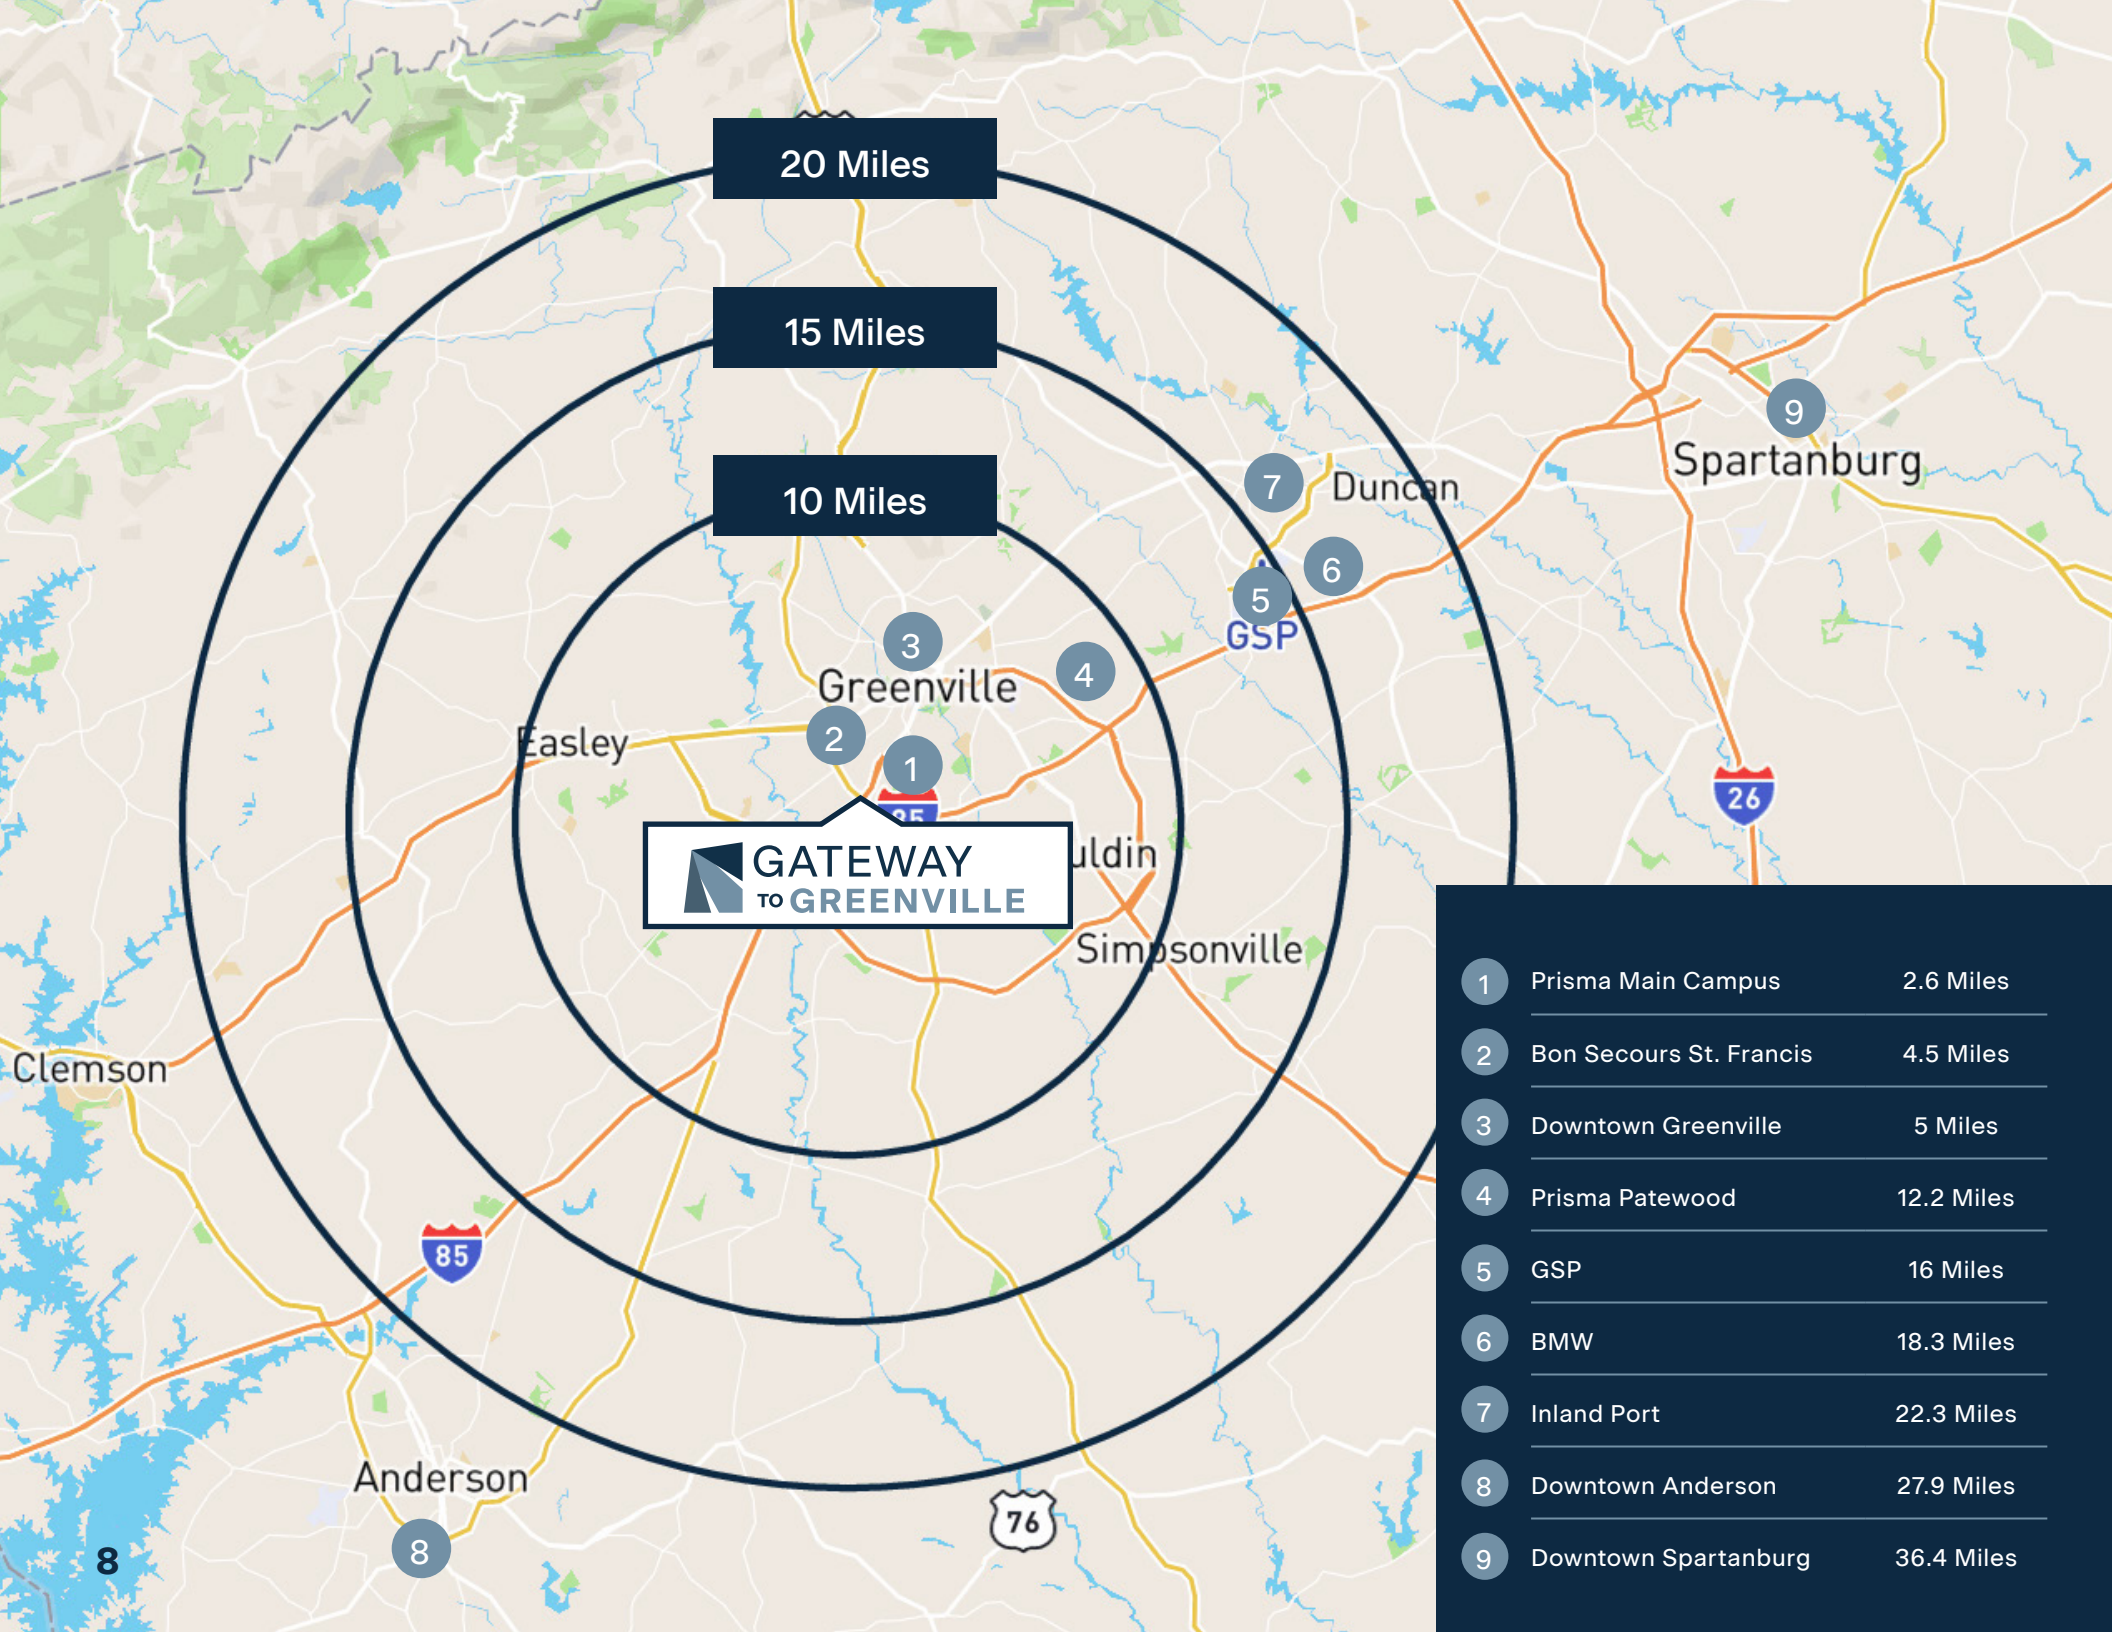 20 Miles
15 Miles
10 Miles
9
Spartanburg
7
Duncan
6
5
GSP
3
4
Greenville
Easley
2
1
26
GATEWAY
TO GREENVILLE
uldin
Simpsonville
Clemson
85
Anderson
76
8
8
1 Prisma Main Campus 2.6 Miles
2 Bon Secours St. Francis 4.5 Miles
3 Downtown Greenville 5 Miles
4 Prisma Patewood 12.2 Miles
5 GSP 16 Miles
6 BMW 18.3 Miles
7 Inland Port 22.3 Miles
8 Downtown Anderson 27.9 Miles
9 Downtown Spartanburg 36.4 Miles